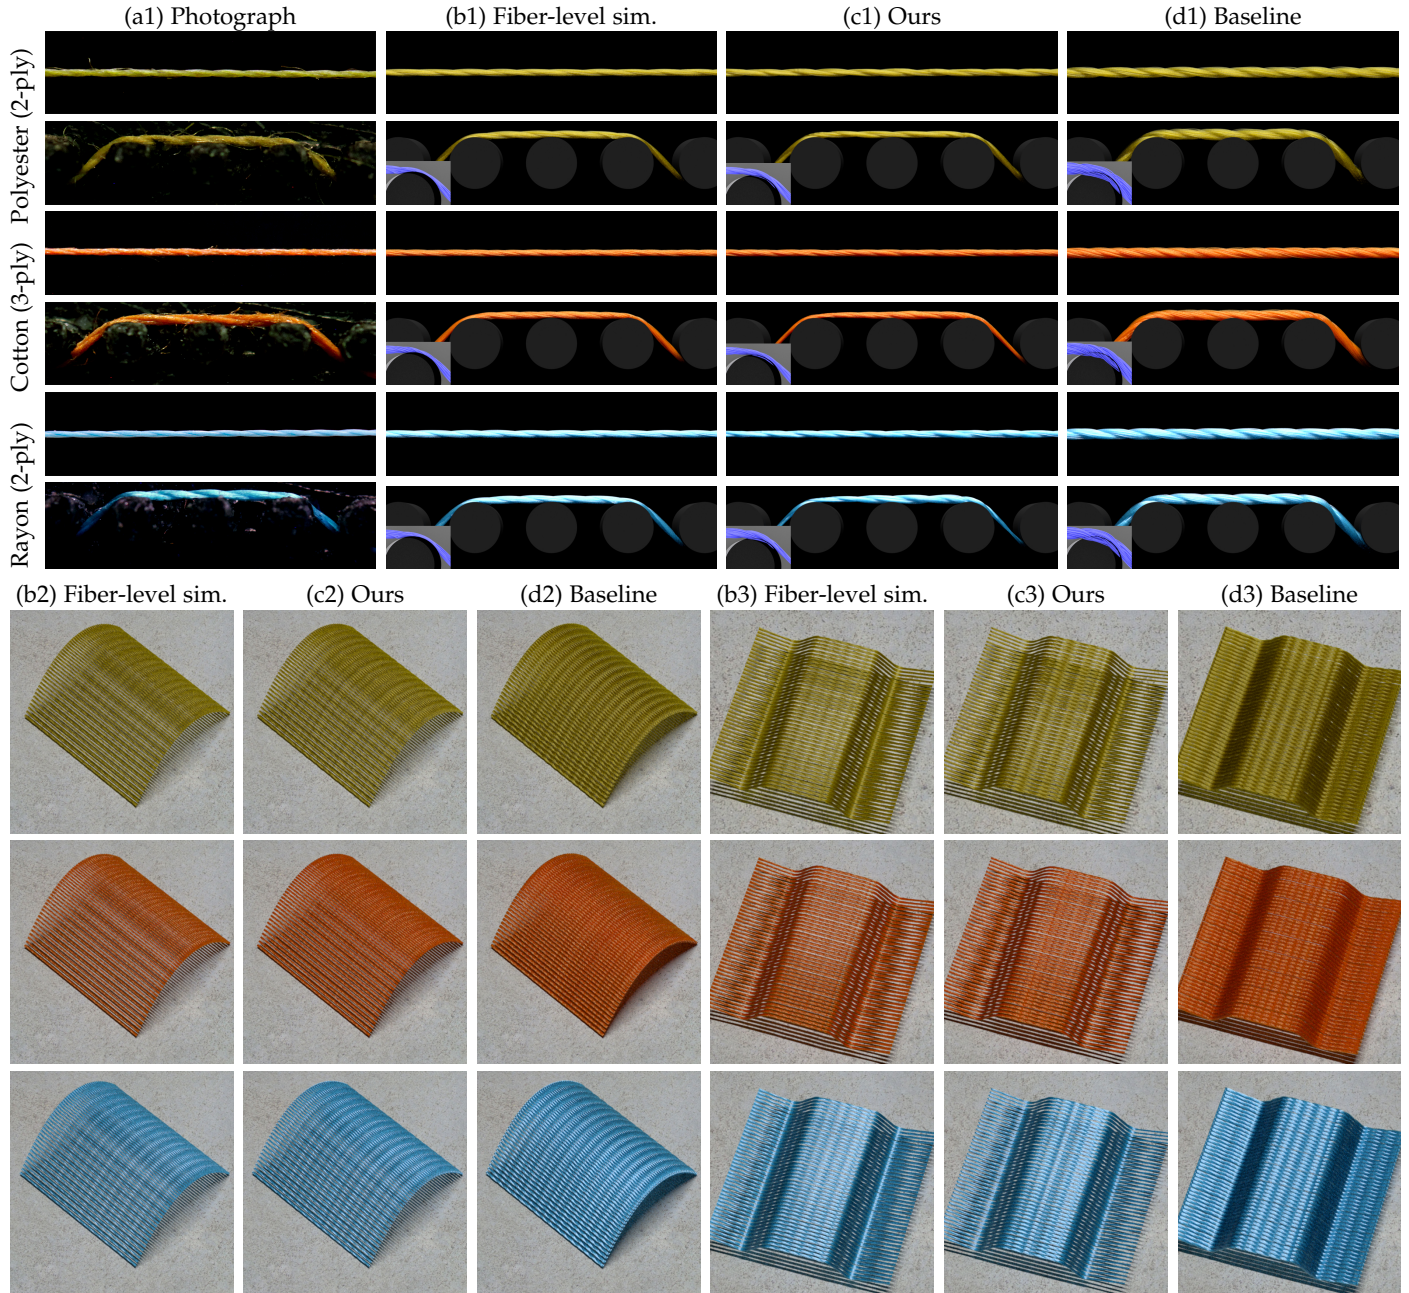 (a1) Photograph
(b1) Fiber-level sim.
(c1) Ours
(d1) Baseline
Polyester (2-ply)
Cotton (3-ply)
Rayon (2-ply)
(b2) Fiber-level sim.
(c2) Ours
(d2) Baseline
(b3) Fiber-level sim.
(c3) Ours
(d3) Baseline